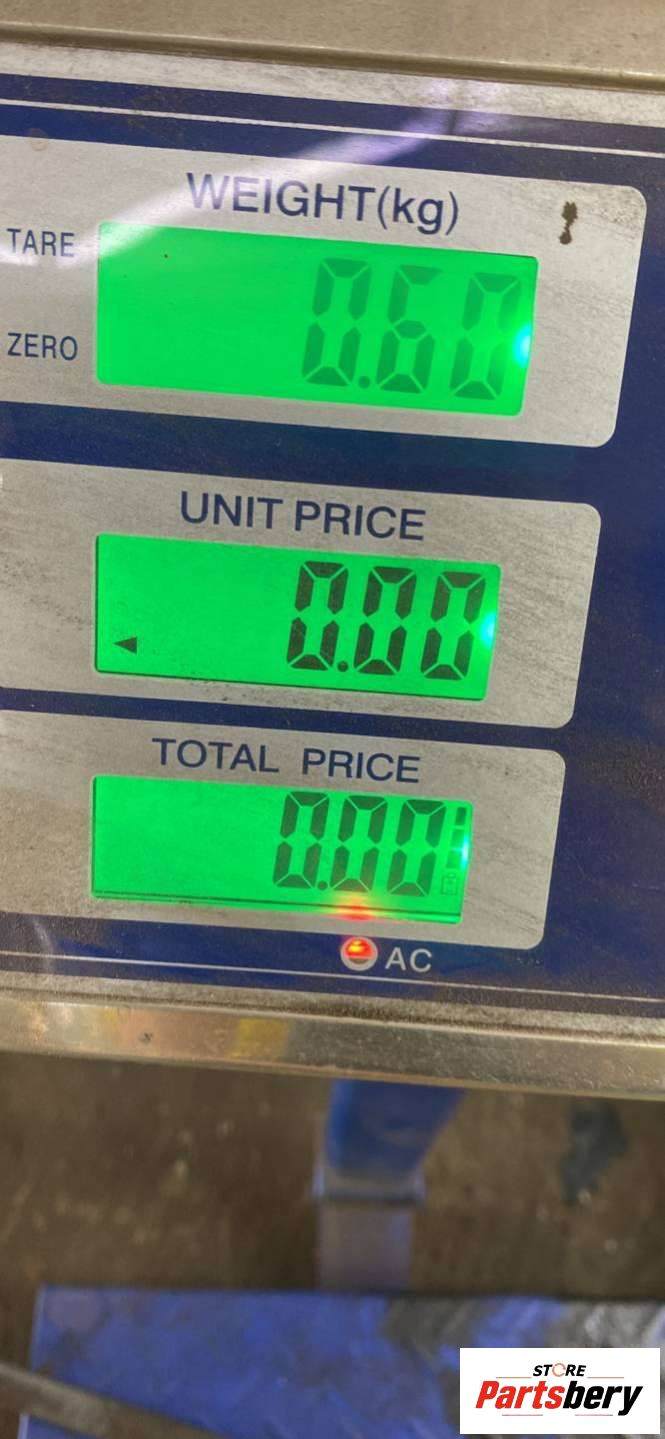 WEIGHT(kg)
TARE
0.60
ZERO
UNIT PRICE
0.00
TOTAL PRICE
0.00
AC
STORE
Partsbery